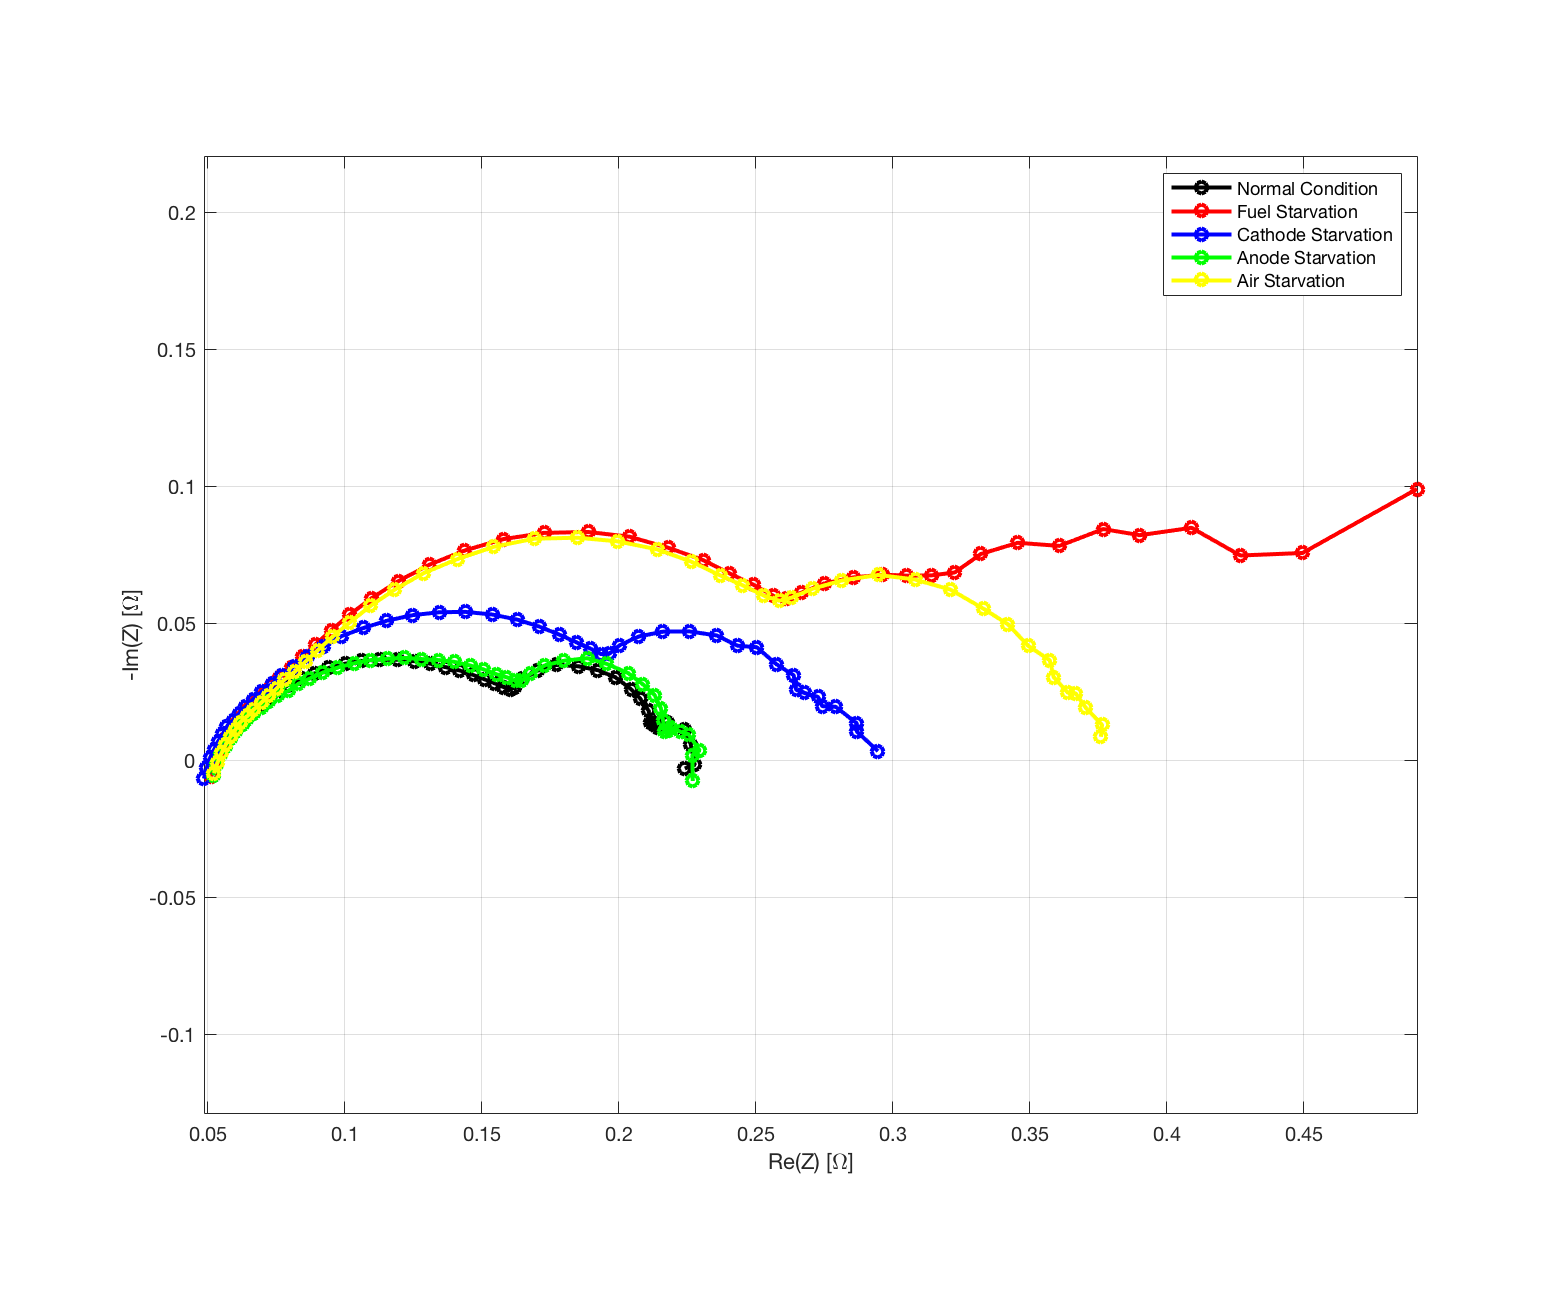 Normal Condition
Fuel Starvation
Cathode Starvation
Anode Starvation
Air Starvation
0.2
0.15
0.1
0.05
0
-0.05
-0.1
-Im(Z) [Ω]
0.05 0.1 0.15 0.2 0.25 0.3 0.35 0.4 0.45
Re(Z) [Ω]